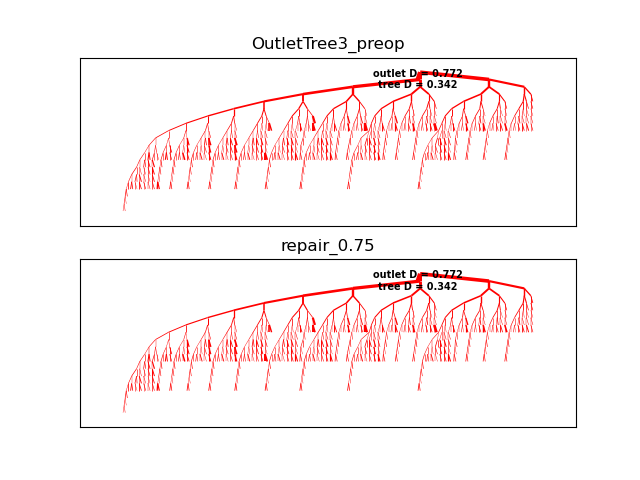 OutletTree3_preop
outlet D = 0.772
tree D = 0.342
repair_0.75
outlet D = 0.772
tree D = 0.342